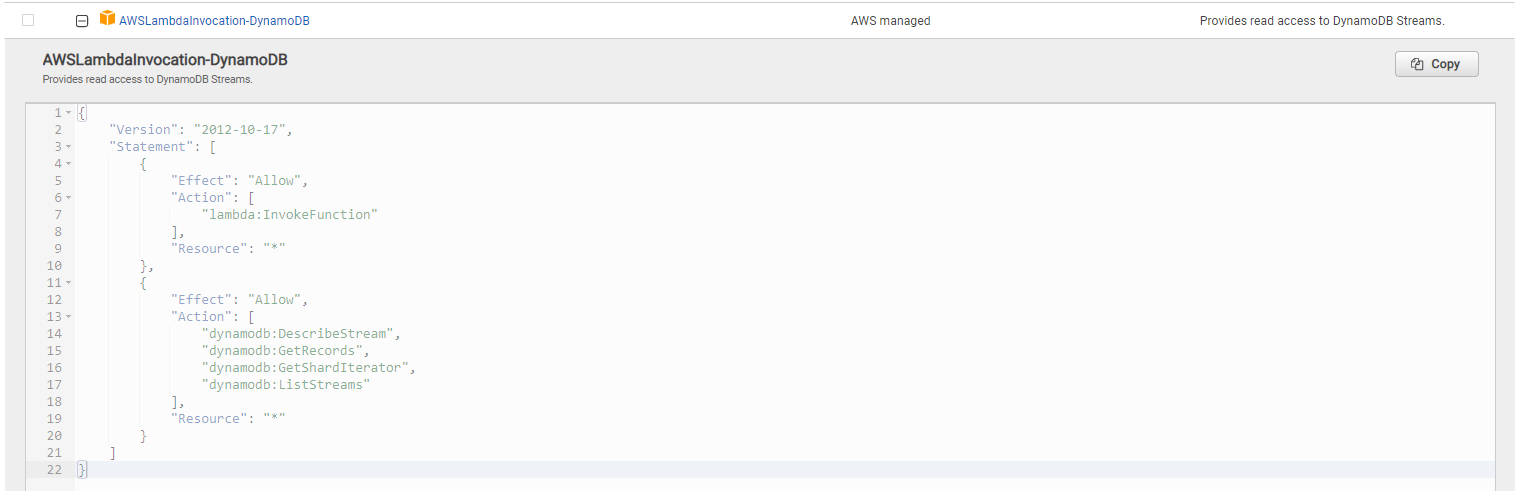 AWSLambdaInvocation-DynamoDB AWS managed Provides read access to DynamoDB Streams.
AWSLambdaInvocation-DynamoDB
Provides read access to DynamoDB Streams.
Copy
1 {
2     "Version": "2012-10-17",
3     "Statement": [
4         {
5             "Effect": "Allow",
6             "Action": [
7                 "lambda:InvokeFunction"
8             ],
9             "Resource": "*"
10         },
11         {
12             "Effect": "Allow",
13             "Action": [
14                 "dynamodb:DescribeStream",
15                 "dynamodb:GetRecords",
16                 "dynamodb:GetShardIterator",
17                 "dynamodb:ListStreams"
18             ],
19             "Resource": "*"
20         }
21     ]
22 }